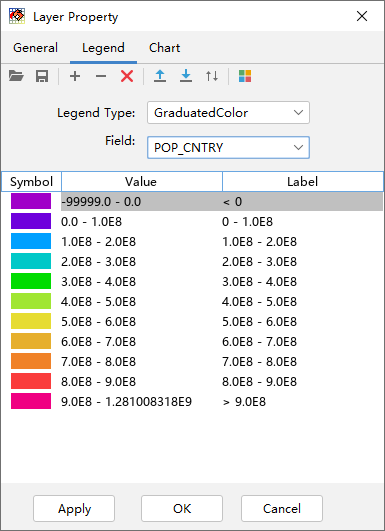 Layer Property
General Legend Chart
Legend Type: GraduatedColor
Field: POP_CNTRY
Symbol Value Label
-99999.0 - 0.0 < 0
0.0 - 1.0E8 0 - 1.0E8
1.0E8 - 2.0E8 1.0E8 - 2.0E8
2.0E8 - 3.0E8 2.0E8 - 3.0E8
3.0E8 - 4.0E8 3.0E8 - 4.0E8
4.0E8 - 5.0E8 4.0E8 - 5.0E8
5.0E8 - 6.0E8 5.0E8 - 6.0E8
6.0E8 - 7.0E8 6.0E8 - 7.0E8
7.0E8 - 8.0E8 7.0E8 - 8.0E8
8.0E8 - 9.0E8 8.0E8 - 9.0E8
9.0E8 - 1.281008318E9 > 9.0E8
Apply OK Cancel